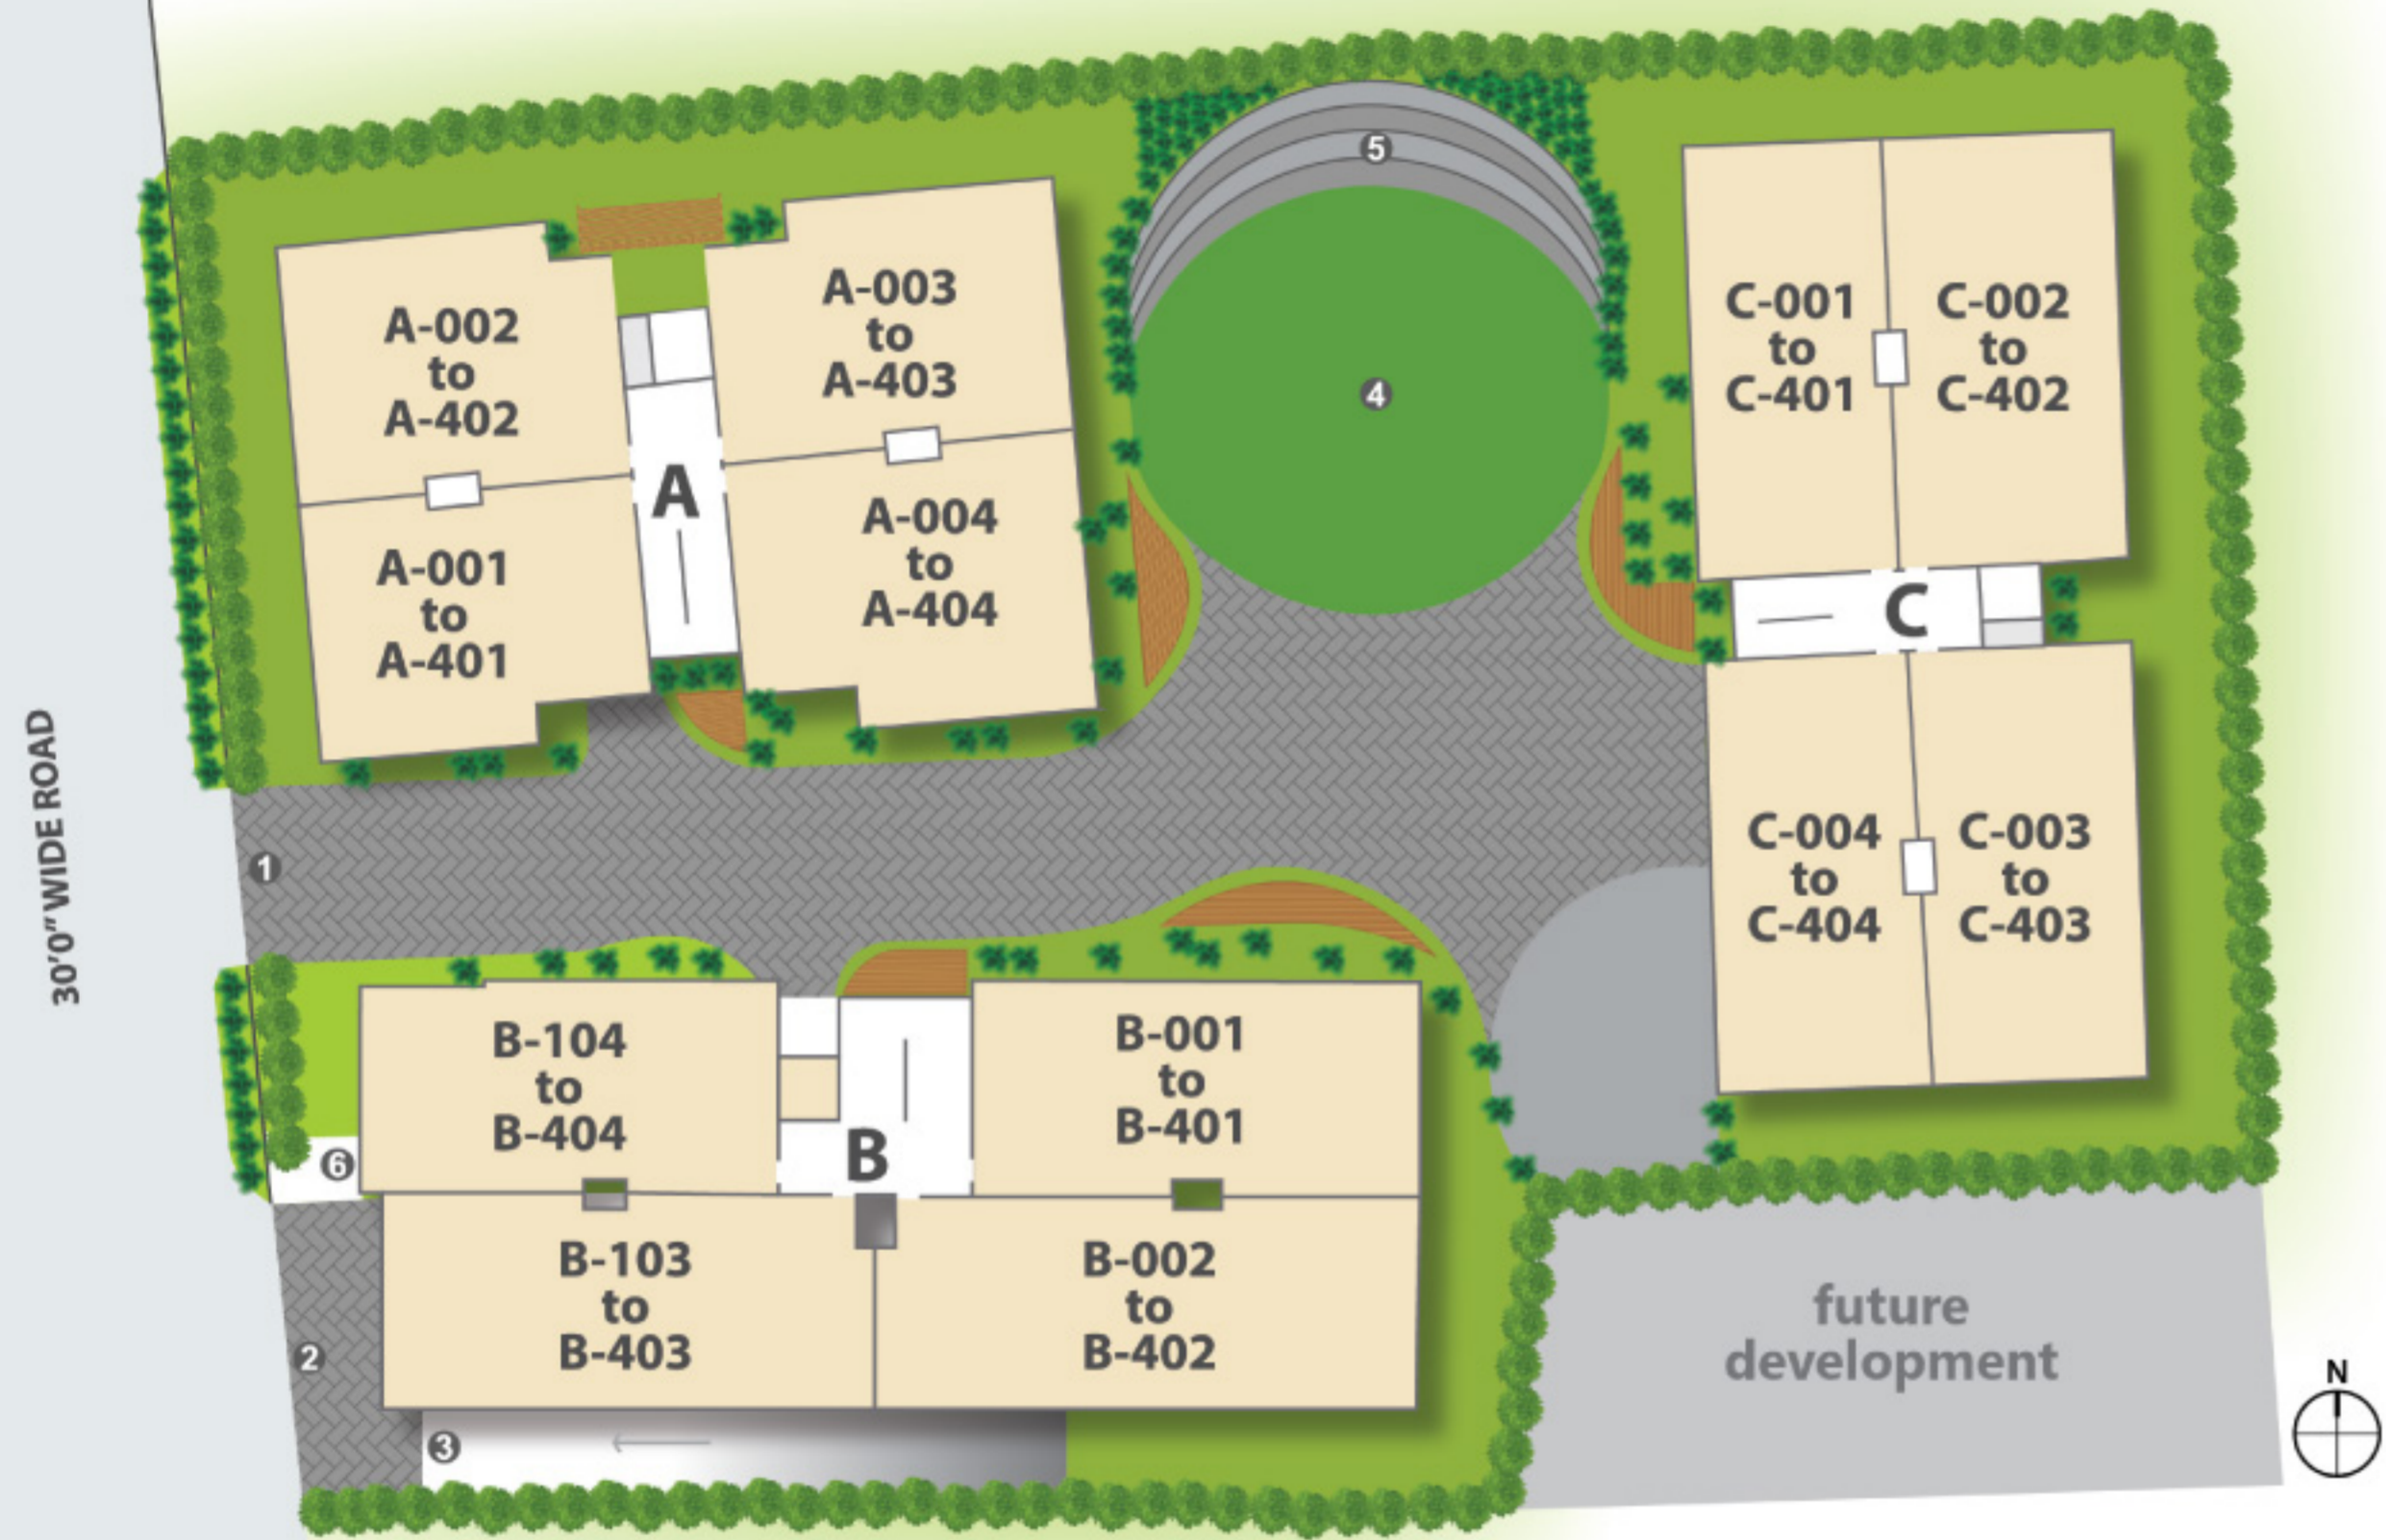 5
A-003
to
A-403
A-002
to
A-402
C-001
to
C-401
C-002
to
C-402
4
A
A-004
to
A-404
A-001
to
A-401
C
30'0" WIDE ROAD
1
C-004
to
C-404
C-003
to
C-403
B-104
to
B-404
B-001
to
B-401
B
6
B-103
to
B-403
B-002
to
B-402
2
3
future
development
N